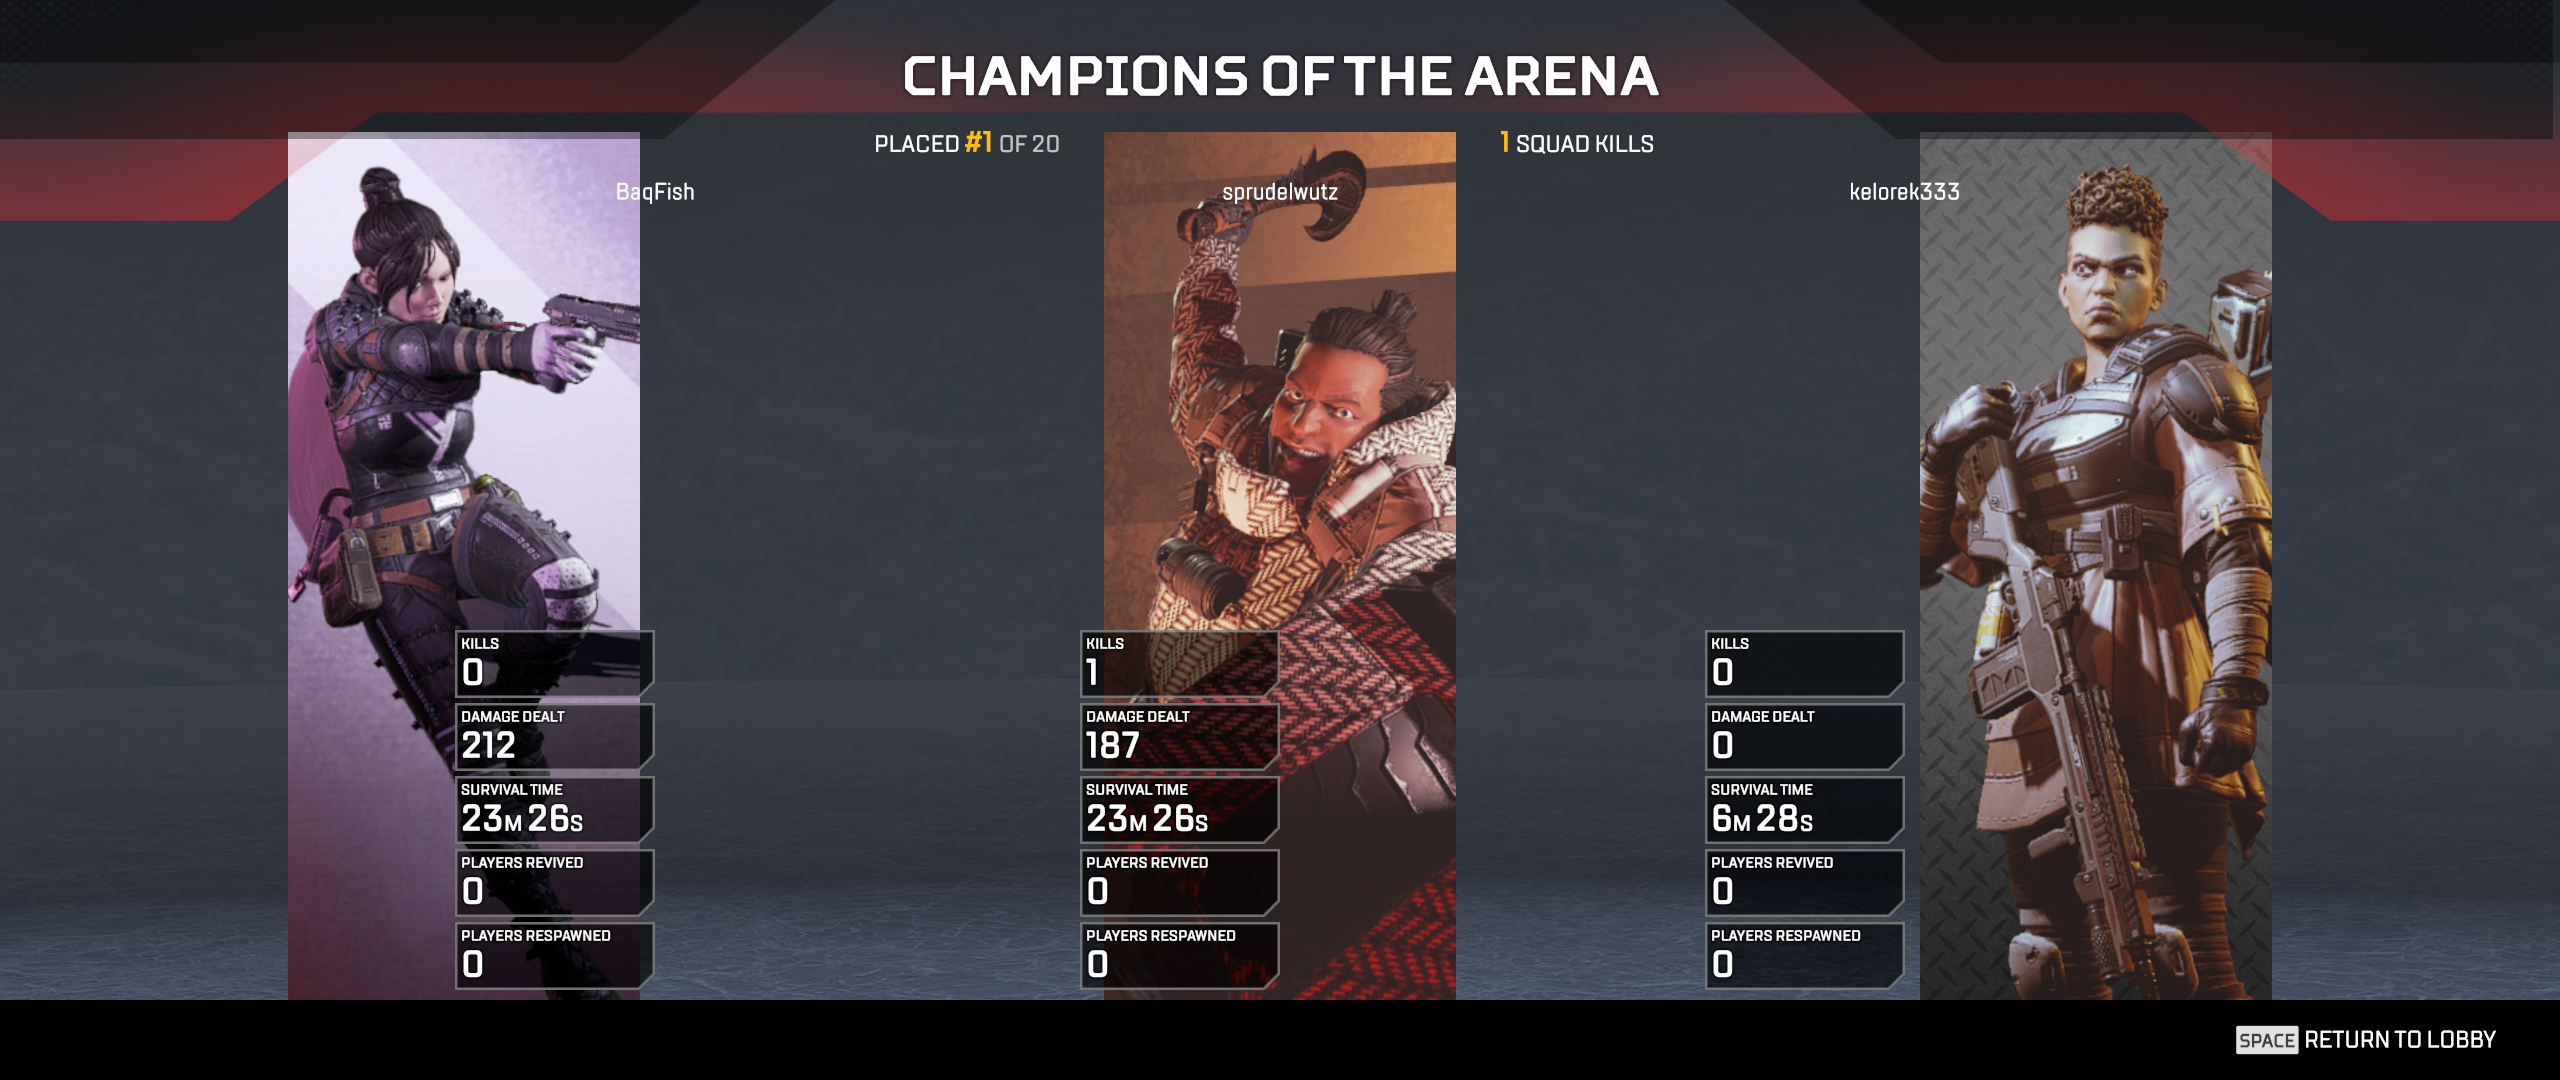 CHAMPIONS OF THE ARENA
PLACED #1 OF 20
1 SQUAD KILLS
BaqFish
sprudelwutz
kelorek333
KILLS
0
DAMAGE DEALT
212
SURVIVAL TIME
23M 26S
PLAYERS REVIVED
0
PLAYERS RESPAWNED
0
KILLS
1
DAMAGE DEALT
187
SURVIVAL TIME
23M 26S
PLAYERS REVIVED
0
PLAYERS RESPAWNED
0
KILLS
0
DAMAGE DEALT
0
SURVIVAL TIME
6M 28S
PLAYERS REVIVED
0
PLAYERS RESPAWNED
0
SPACE RETURN TO LOBBY